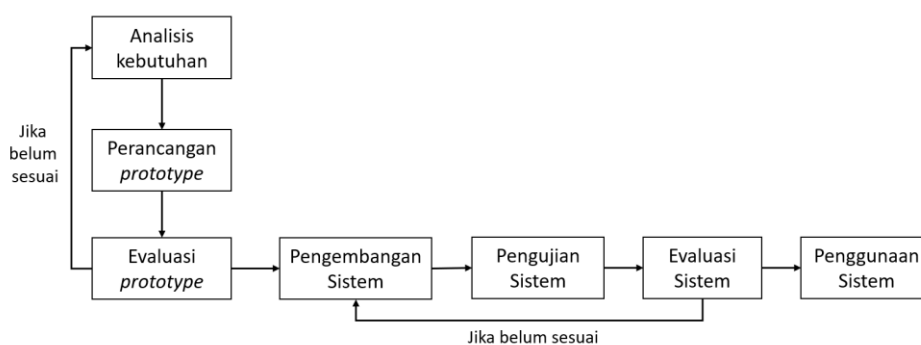 Analisis
kebutuhan
Jika
belum
sesuai
Perancangan
prototype
Evaluasi
prototype
Pengembangan
Sistem
Pengujian
Sistem
Evaluasi
Sistem
Penggunaan
Sistem
Jika belum sesuai